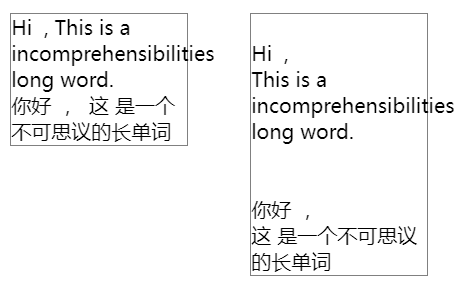 Hi , This is a
incomprehensibilities
long word.
你好 ， 这 是一个
不可思议的长单词
Hi ,
This is a
incomprehensibilities
long word.
你好 ，
这 是一个不可思议
的长单词